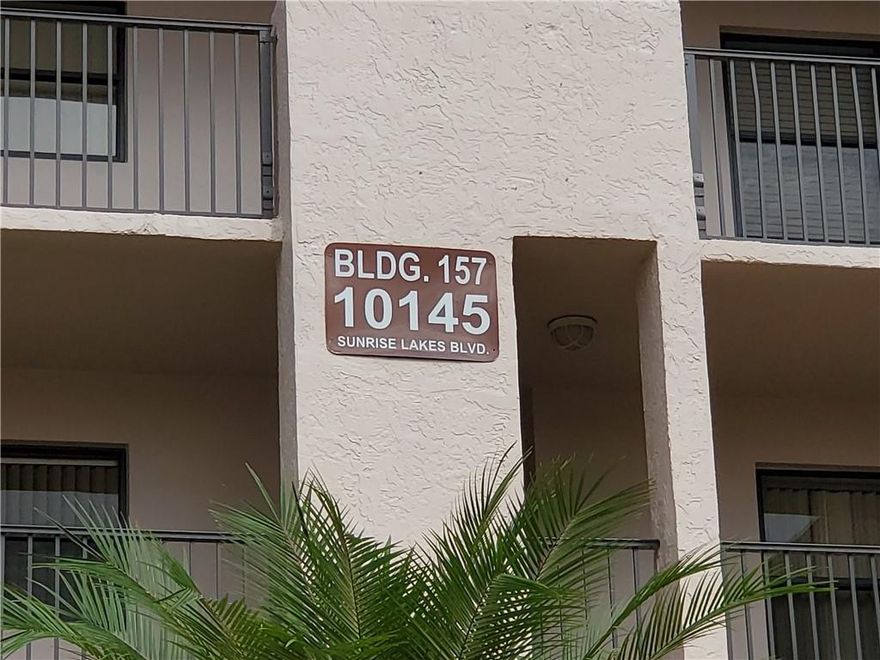 BLDG. 157
10145
SUNRISE LAKES BLVD.